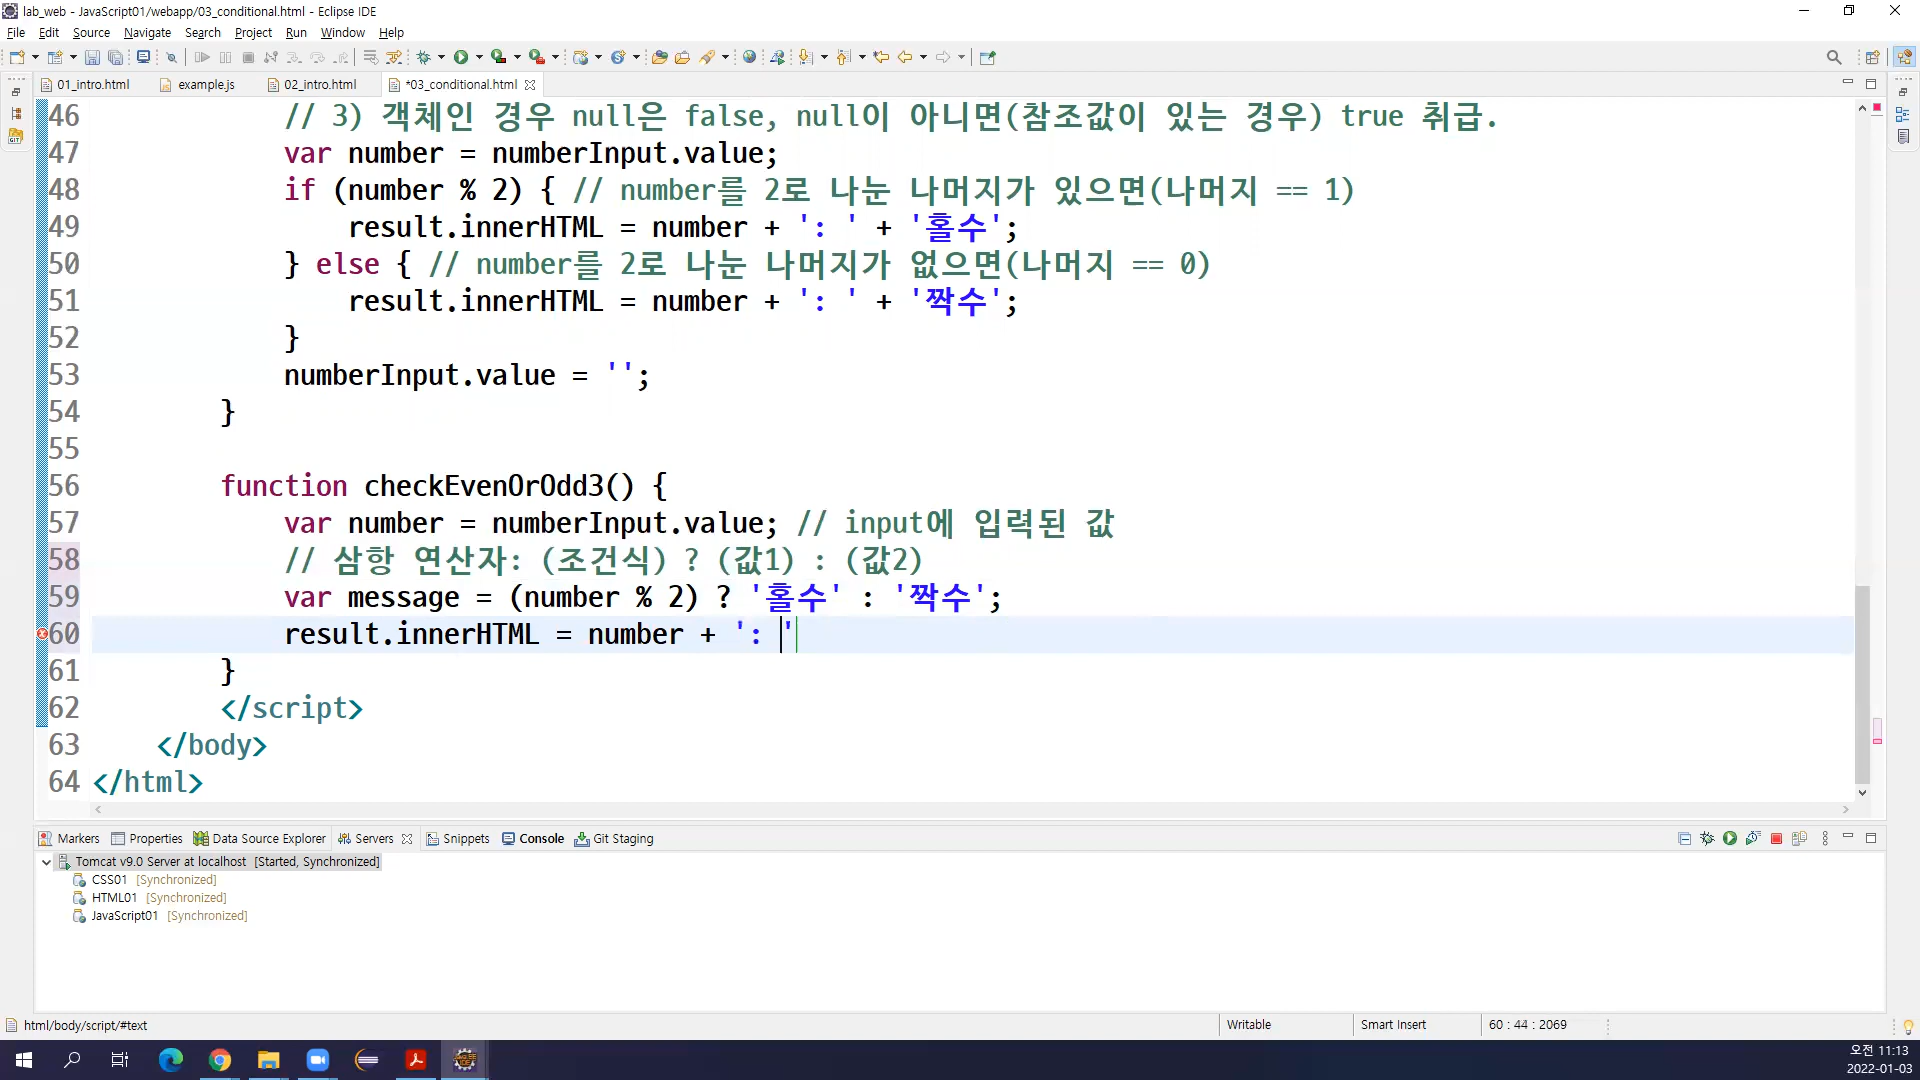 lab_web - JavaScript01/webapp/03_conditional.html - Eclipse IDE
File Edit Source Navigate Search Project Run Window Help
01_intro.html example.js 02_intro.html *03_conditional.html
46 // 3) 객체인 경우 null은 false, null이 아니면(참조값이 있는 경우) true 취급.
47 var number = numberInput.value;
48 if (number % 2) { // number를 2로 나눈 나머지가 있으면(나머지 == 1)
49 result.innerHTML = number + ': ' + '홀수';
50 } else { // number를 2로 나눈 나머지가 없으면(나머지 == 0)
51 result.innerHTML = number + ': ' + '짝수';
52 }
53 numberInput.value = '';
54 }
55
56 function checkEvenOrOdd3() {
57 var number = numberInput.value; // input에 입력된 값
58 // 삼항 연산자: (조건식) ? (값1) : (값2)
59 var message = (number % 2) ? '홀수' : '짝수';
60 result.innerHTML = number + ': '
61 }
62 </script>
63 </body>
64 </html>
Markers Properties Data Source Explorer Servers Snippets Console Git Staging
Tomcat v9.0 Server at localhost [Started, Synchronized]
CSS01 [Synchronized]
HTML01 [Synchronized]
JavaScript01 [Synchronized]
html/body/script/#text Writable Smart Insert 60 : 44 : 2069
오전 11:13
2022-01-03